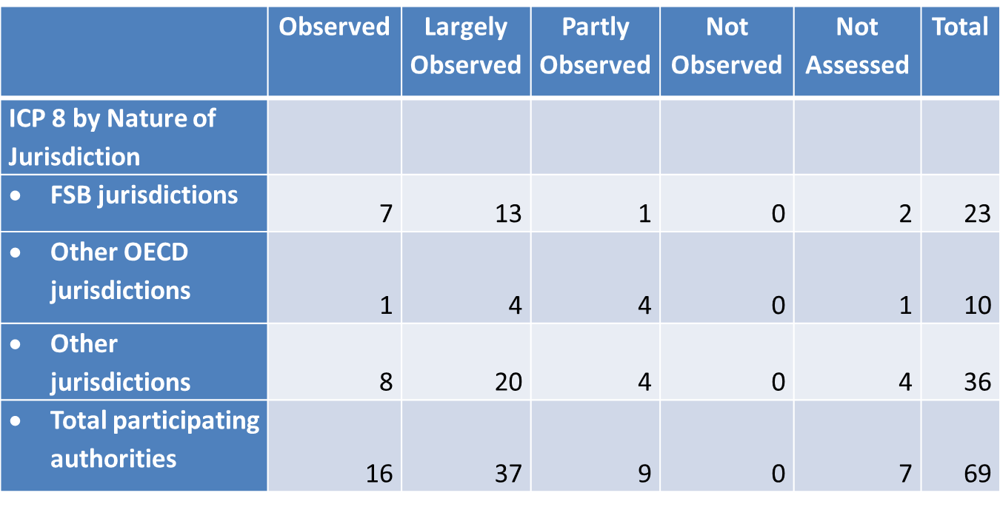 Observed Largely Observed Partly Observed Not Observed Not Assessed Total
ICP 8 by Nature of
Jurisdiction
• FSB jurisdictions 7 13 1 0 2 23
• Other OECD
jurisdictions 1 4 4 0 1 10
• Other
jurisdictions 8 20 4 0 4 36
• Total participating
authorities 16 37 9 0 7 69